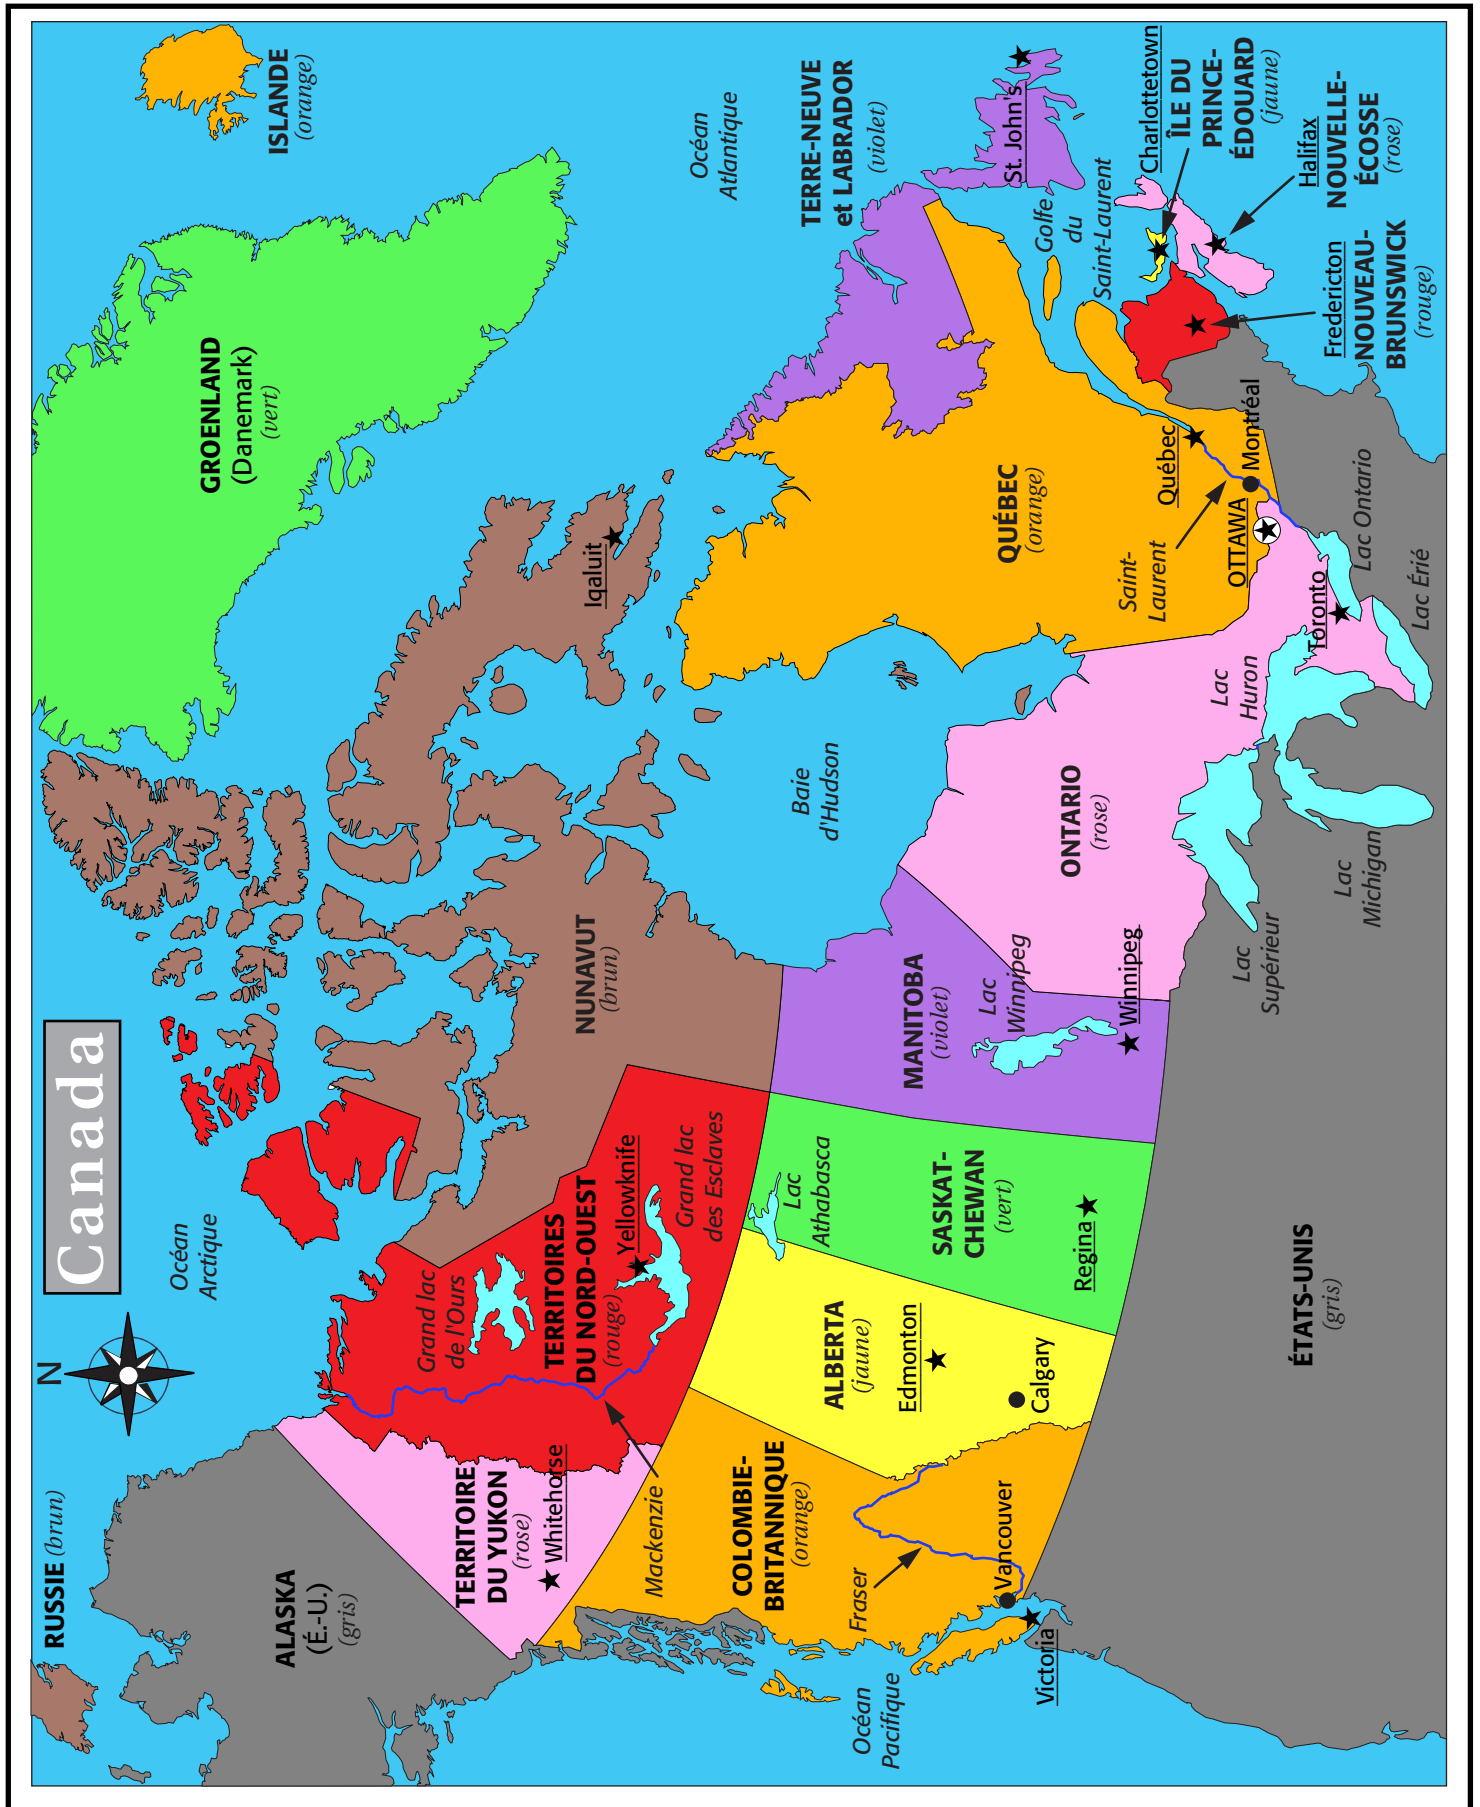 Canada
N
RUSSIE (brun)
ALASKA
(É.-U.)
(gris)
Océan
Arctique
GROENLAND
(Danemark)
(vert)
ISLANDE
(orange)
TERRITOIRE
DU YUKON
(rose)
Whitehorse
Mackenzie
Grand lac
de l'Ours
TERRITOIRES
DU NORD-OUEST
(rouge)
Yellowknife
Grand lac
des Esclaves
NUNAVUT
(brun)
Iqaluit
Océan
Atlantique
TERRE-NEUVE
et LABRADOR
(violet)
St. John's
Baie
d'Hudson
COLOMBIE-
BRITANNIQUE
(orange)
Fraser
Vancouver
Victoria
Océan
Pacifique
ALBERTA
(jaune)
Edmonton
Calgary
Lac
Athabasca
SASKAT-
CHEWAN
(vert)
Regina
MANITOBA
(violet)
Lac
Winnipeg
Winnipeg
ONTARIO
(rose)
QUÉBEC
(orange)
Saint-
Laurent
Québec
Montréal
OTTAWA
Toronto
Golfe
du
Saint-Laurent
Charlottetown
ÎLE DU
PRINCE-
ÉDOUARD
(jaune)
Halifax
NOUVELLE-
ÉCOSSE
(rose)
Fredericton
NOUVEAU-
BRUNSWICK
(rouge)
Lac
Supérieur
Lac
Michigan
Lac
Huron
Lac Ontario
Lac Érié
ÉTATS-UNIS
(gris)